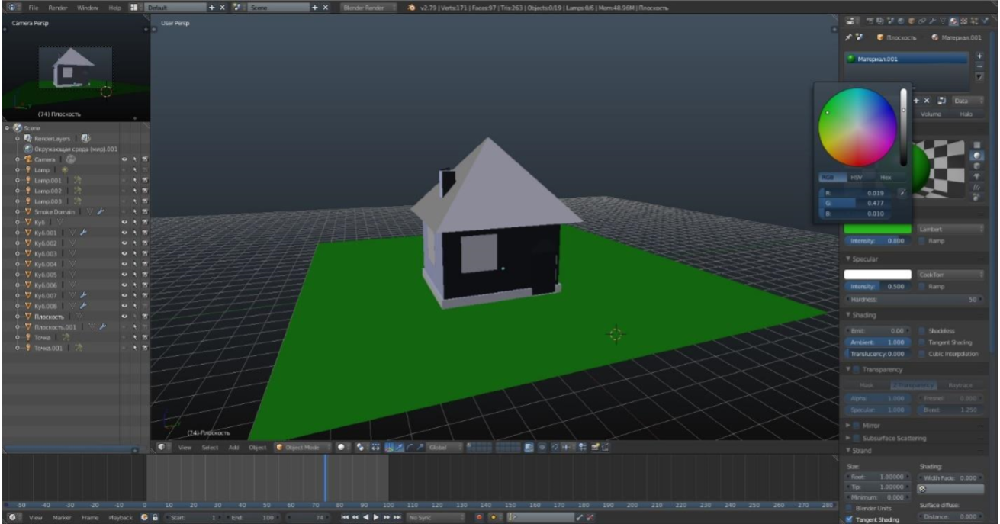 File Render Window Help Default Scene Blender Render v2.79 | Verts:171 | Faces:97 | Tris:263 | Objects:0/19 | Lamps:0/6 | Mem:48.96M | Плоскость
Camera Persp
(74) Плоскость
Scene
RenderLayers
Окружающая среда (мир).001
Camera
Lamp
Lamp.001
Lamp.002
Lamp.003
Smoke Domain
Куб
Куб.001
Куб.002
Куб.003
Куб.004
Куб.005
Куб.006
Куб.007
Куб.008
Плоскость
Плоскость.001
Точка
Точка.001
User Persp
(74) Плоскость
View Select Add Object Object Mode Global
Плоскость Материал.001
Материал.001
Data
Volume Halo
RGB HSV Hex
R: 0.019
G: 0.477
B: 0.010
Lambert
Intensity: 0.800 Ramp
Specular
CookTorr
Intensity: 0.500 Ramp
Hardness: 50
Shading
Emit: 0.00 Shadeless
Ambient: 1.000 Tangent Shading
Translucency: 0.000 Cubic Interpolation
Transparency
Mask Z Transparency Raytrace
Alpha: 1.000 Fresnel 0.000
Specular: 1.000 Blend: 1.250
Mirror
Subsurface Scattering
Strand
Size: Shading:
Root: 1.00000 Width Fade: 0.000
Tip: 1.00000
Minimum: 0.000
Blender Units Surface diffuse:
Tangent Shading Distance: 0.000
-50 -40 -30 -20 -10 0 10 20 30 40 50 60 70 80 90 100 110 120 130 140 150 160 170 180 190 200 210 220 230 240 250 260 270 280
View Marker Frame Playback Start: 1 End: 100 74 No Sync